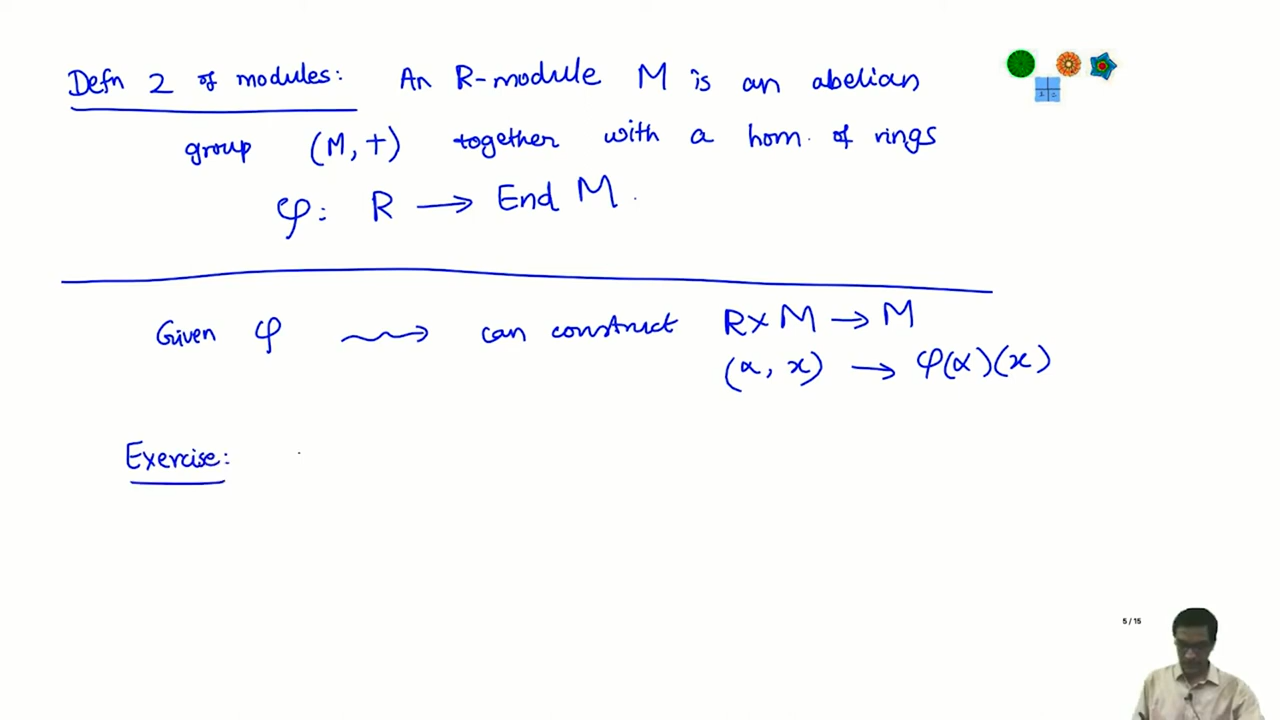 Defn 2 of modules: An R-module M is an abelian
group (M, +) together with a hom. of rings
φ: R ⟶ End M.
Given φ ⇝ can construct R×M → M
(α, x) → φ(α)(x)
Exercise:
5 / 15